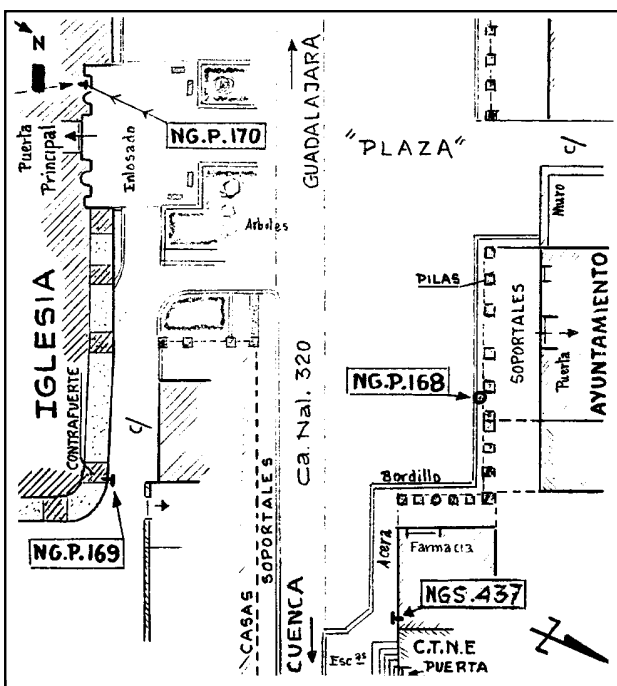 N
NG.P.170
Puerta
Principal
Enlosado
GUADALAJARA
"PLAZA"
c/
Muro
Arboles
PILAS
SOPORTALES
Puerta
AYUNTAMIENTO
IGLESIA
CONTRAFUERTE
c/
Ca. Nal. 320
NG.P.168
Bordillo
NG.P.169
CASAS
SOPORTALES
CUENCA
Acera
Farmacia
NGS.437
Escas
C.T.N.E
PUERTA